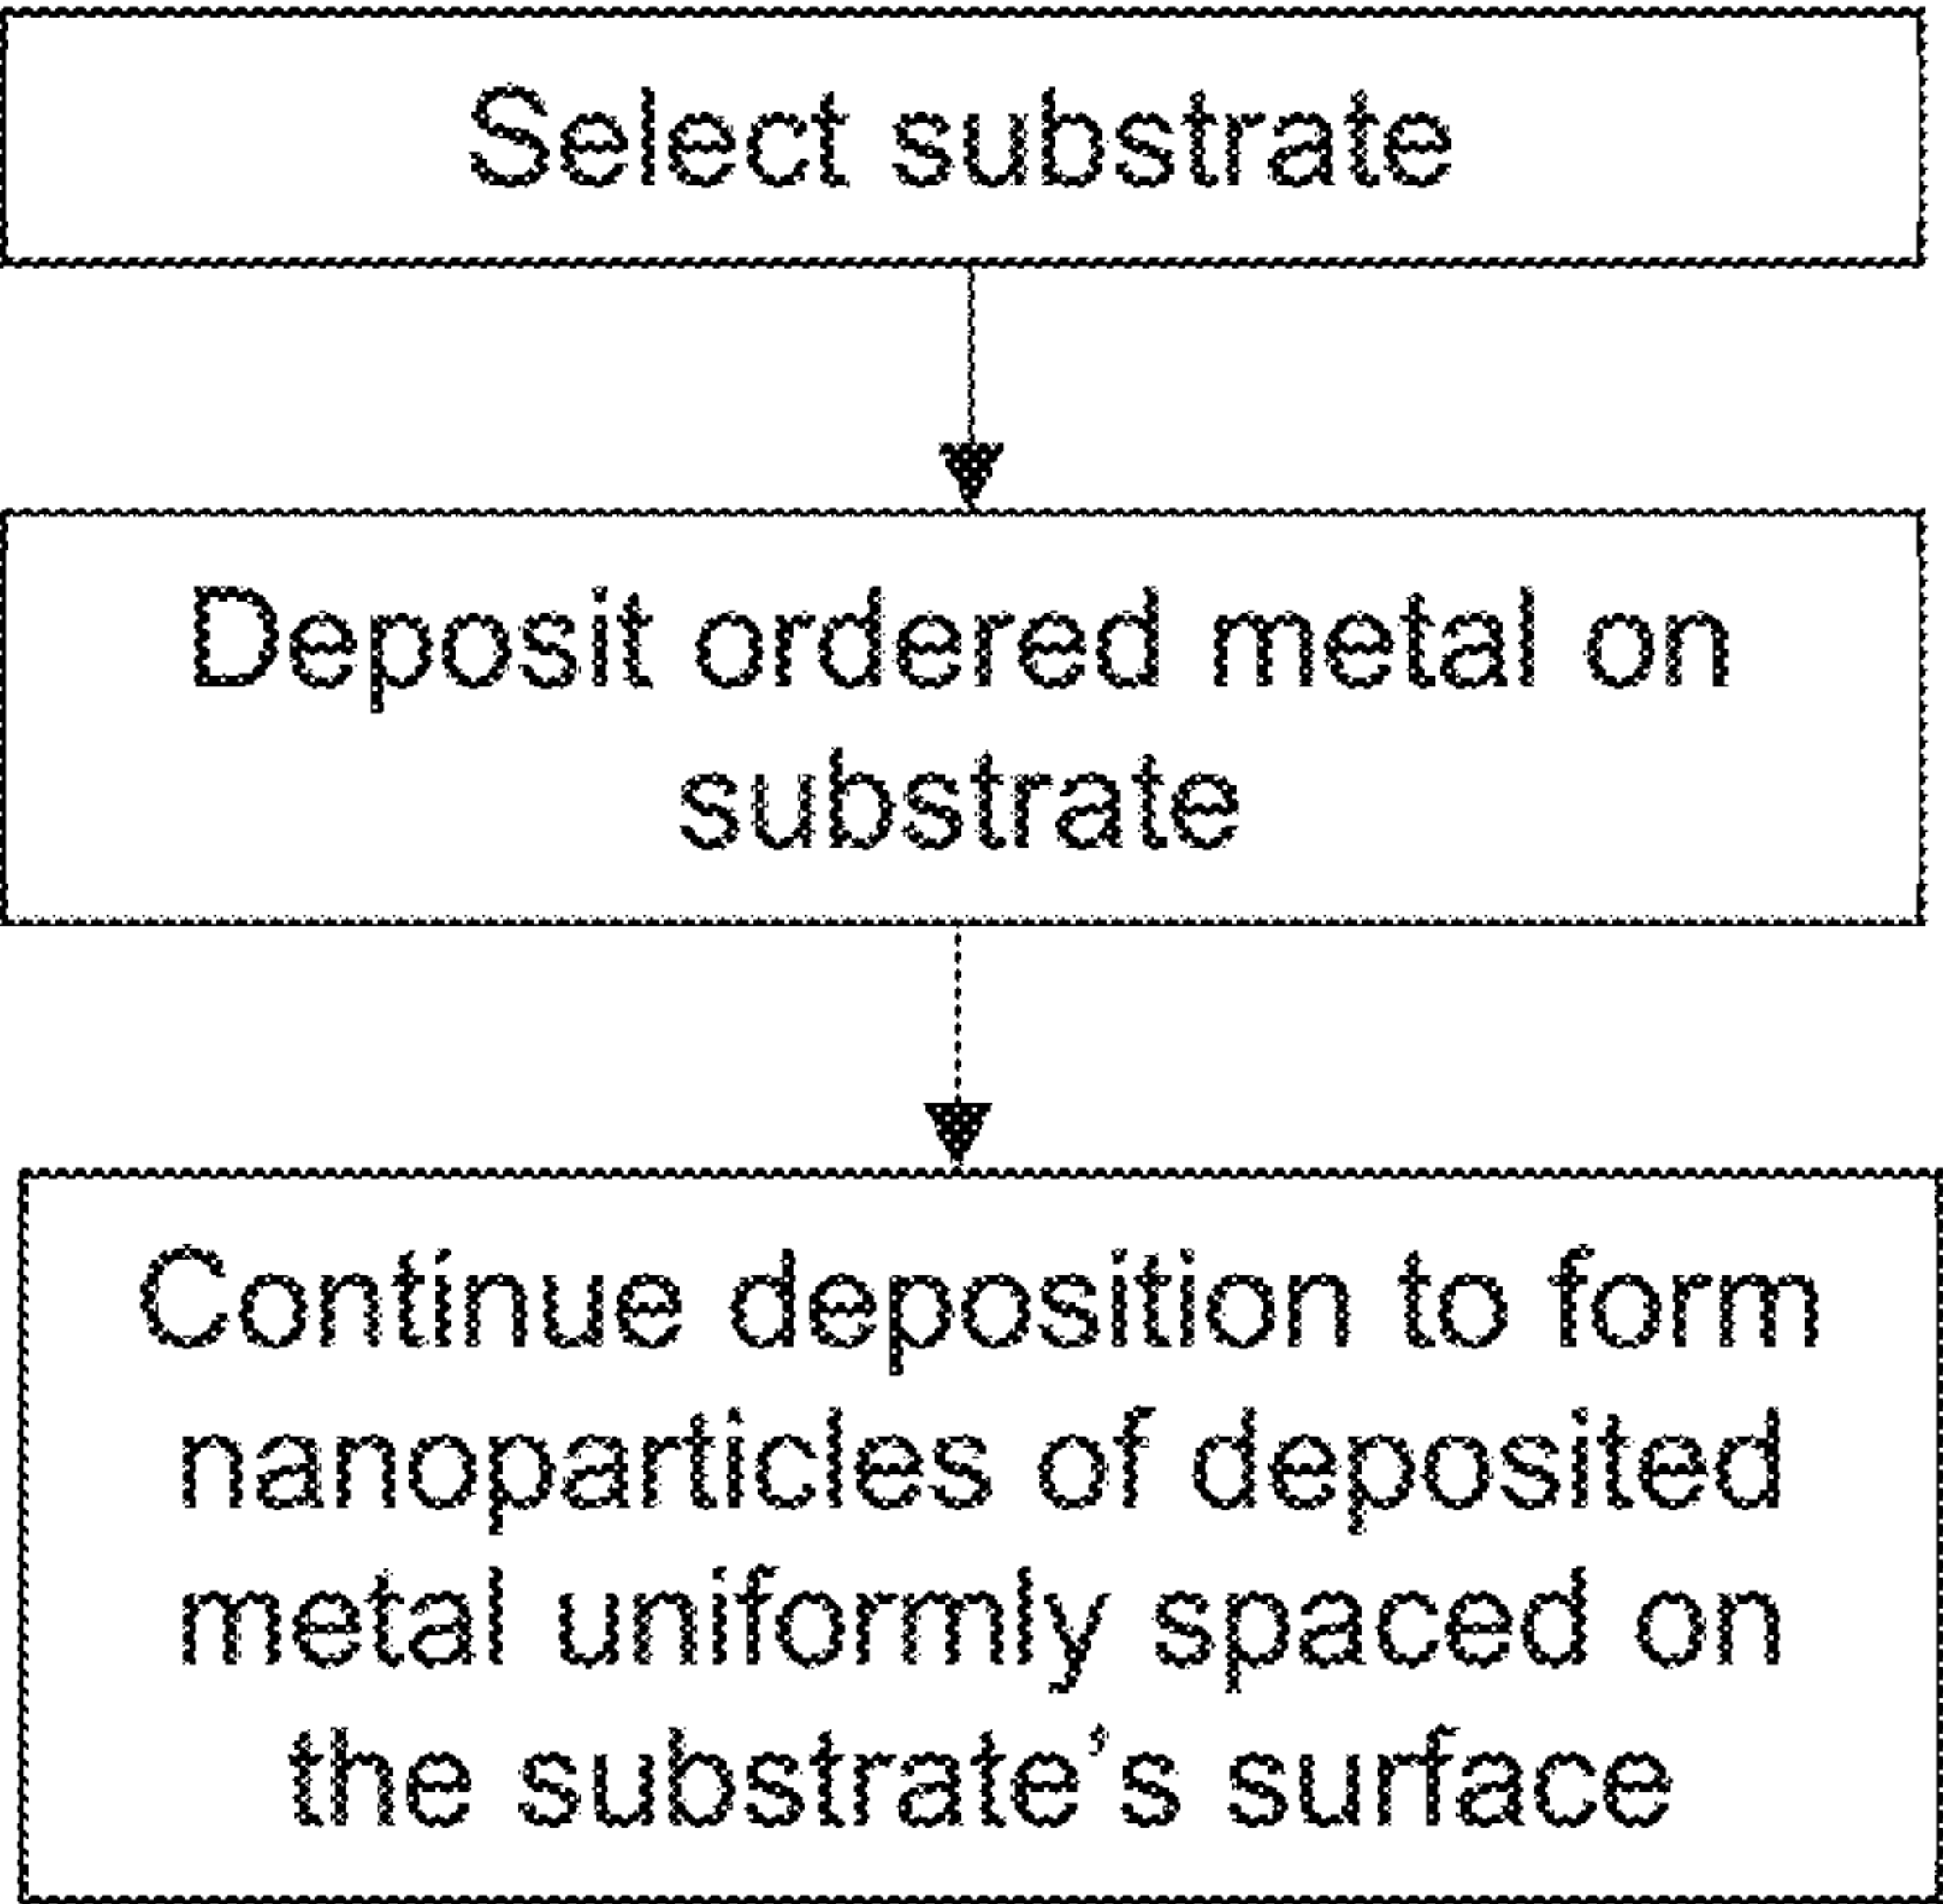 Select substrate
Deposit ordered metal on
substrate
Continue deposition to form
nanoparticles of deposited
metal uniformly spaced on
the substrate's surface